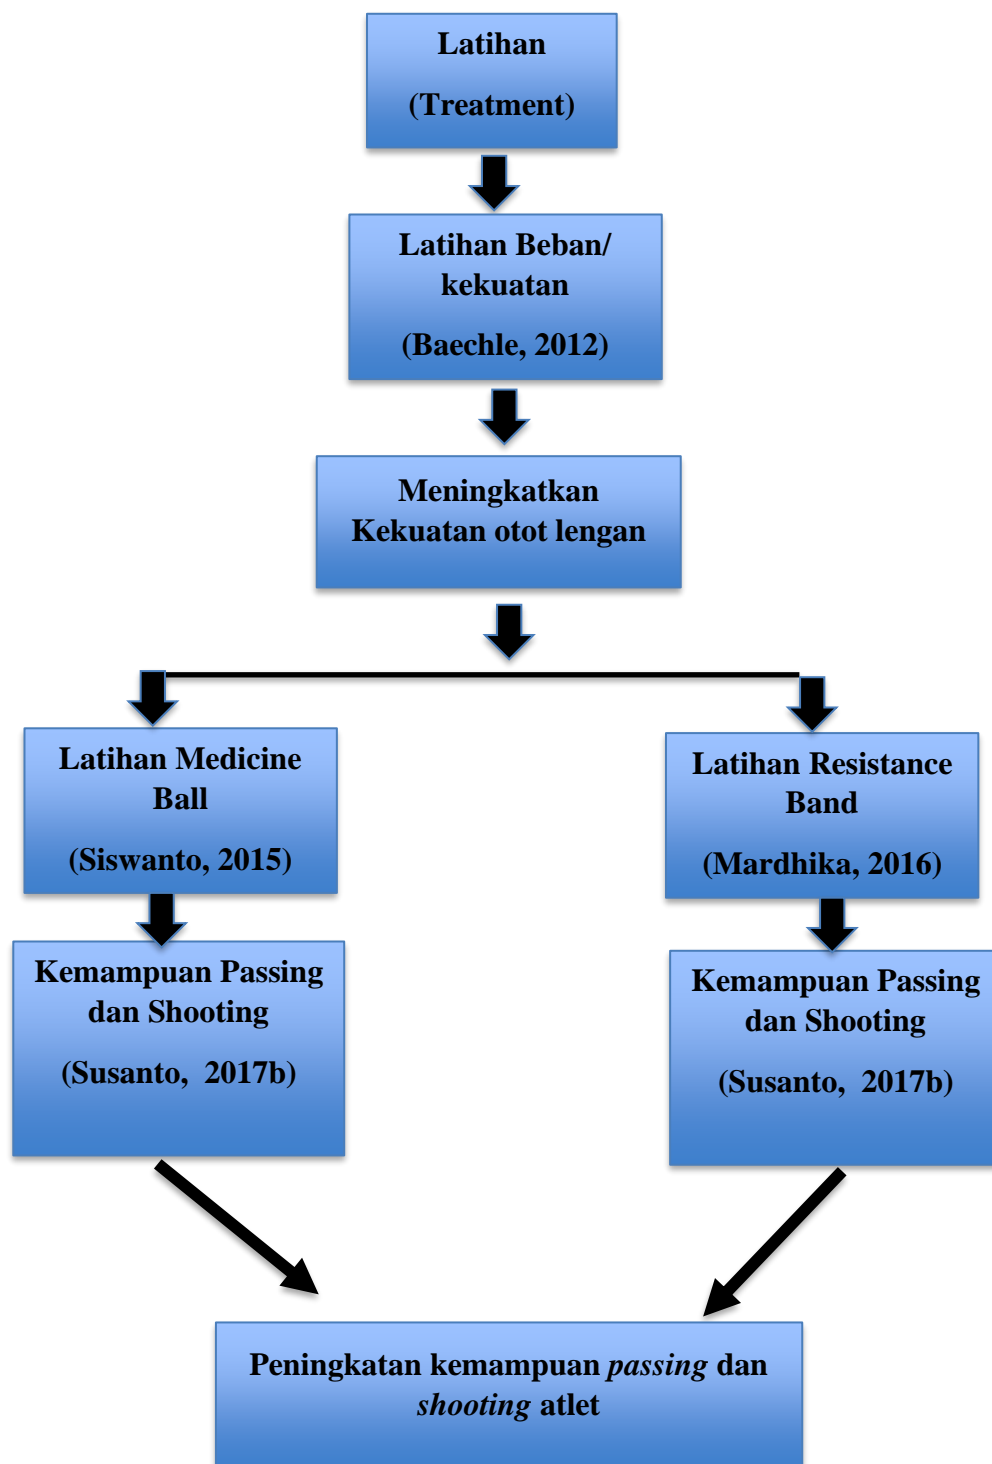 Latihan
(Treatment)
Latihan Beban/
kekuatan
(Baechle, 2012)
Meningkatkan
Kekuatan otot lengan
Latihan Medicine
Ball
(Siswanto, 2015)
Latihan Resistance
Band
(Mardhika, 2016)
Kemampuan Passing
dan Shooting
(Susanto,  2017b)
Kemampuan Passing
dan Shooting
(Susanto,  2017b)
Peningkatan kemampuan passing dan
shooting atlet